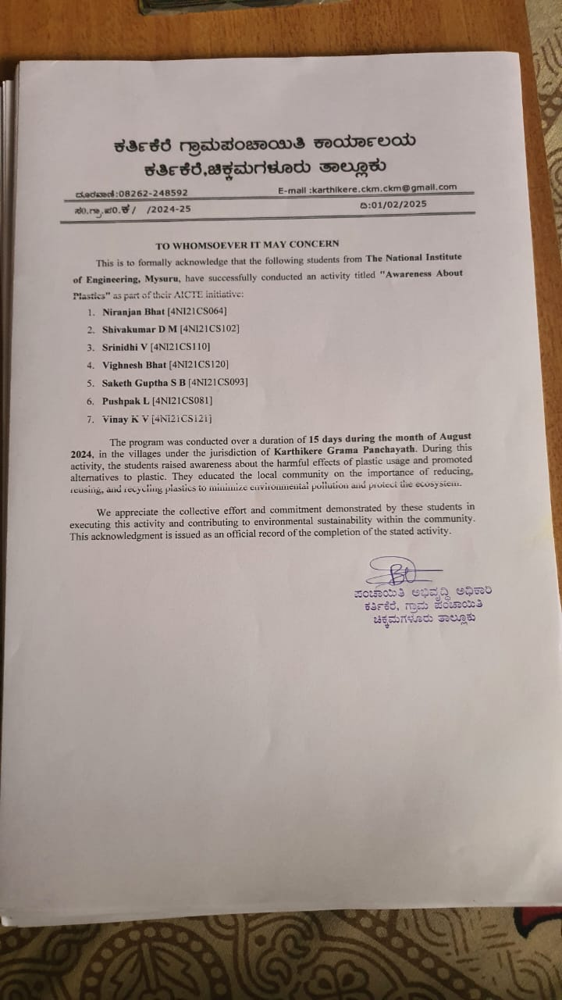 ಕರ್ತಿಕೆರೆ ಗ್ರಾಮಪಂಚಾಯಿತಿ ಕಾರ್ಯಾಲಯ
ಕರ್ತಿಕೆರೆ,ಚಿಕ್ಕಮಗಳೂರು ತಾಲ್ಲೂಕು
ದೂರವಾಣಿ:08262-248592 E-mail :karthikere.ckm.ckm@gmail.com
ಸಂ.ಗ್ರಾ.ಪಂ.ಕ/ /2024-25 ದಿ:01/02/2025
TO WHOMSOEVER IT MAY CONCERN
This is to formally acknowledge that the following students from The National Institute
of Engineering, Mysuru, have successfully conducted an activity titled "Awareness About
Plastics" as part of their AICTE initiative:
1. Niranjan Bhat [4NI21CS064]
2. Shivakumar D M [4NI21CS102]
3. Srinidhi V [4NI21CS110]
4. Vighnesh Bhat [4NI21CS120]
5. Saketh Guptha S B [4NI21CS093]
6. Pushpak L [4NI21CS081]
7. Vinay K V [4NI21CS121]
The program was conducted over a duration of 15 days during the month of August
2024, in the villages under the jurisdiction of Karthikere Grama Panchayath. During this
activity, the students raised awareness about the harmful effects of plastic usage and promoted
alternatives to plastic. They educated the local community on the importance of reducing,
reusing, and recycling plastics to minimize environmental pollution and protect the ecosystem.
We appreciate the collective effort and commitment demonstrated by these students in
executing this activity and contributing to environmental sustainability within the community.
This acknowledgment is issued as an official record of the completion of the stated activity.
ಪಂಚಾಯಿತಿ ಅಭಿವೃದ್ಧಿ ಅಧಿಕಾರಿ
ಕರ್ತಿಕೆರೆ, ಗ್ರಾಮ ಪಂಚಾಯಿತಿ
ಚಿಕ್ಕಮಗಳೂರು ತಾಲ್ಲೂಕು